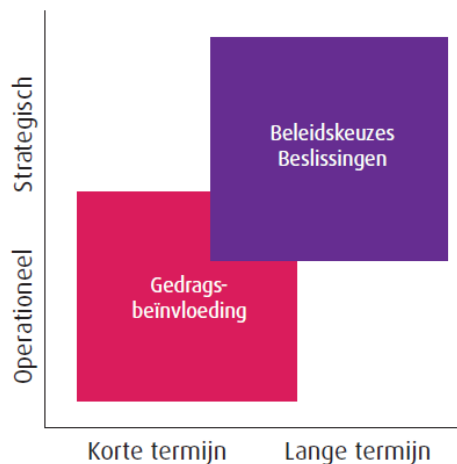 Strategisch
Operationeel
Beleidskeuzes
Beslissingen
Gedrags-
beïnvloeding
Korte termijn
Lange termijn